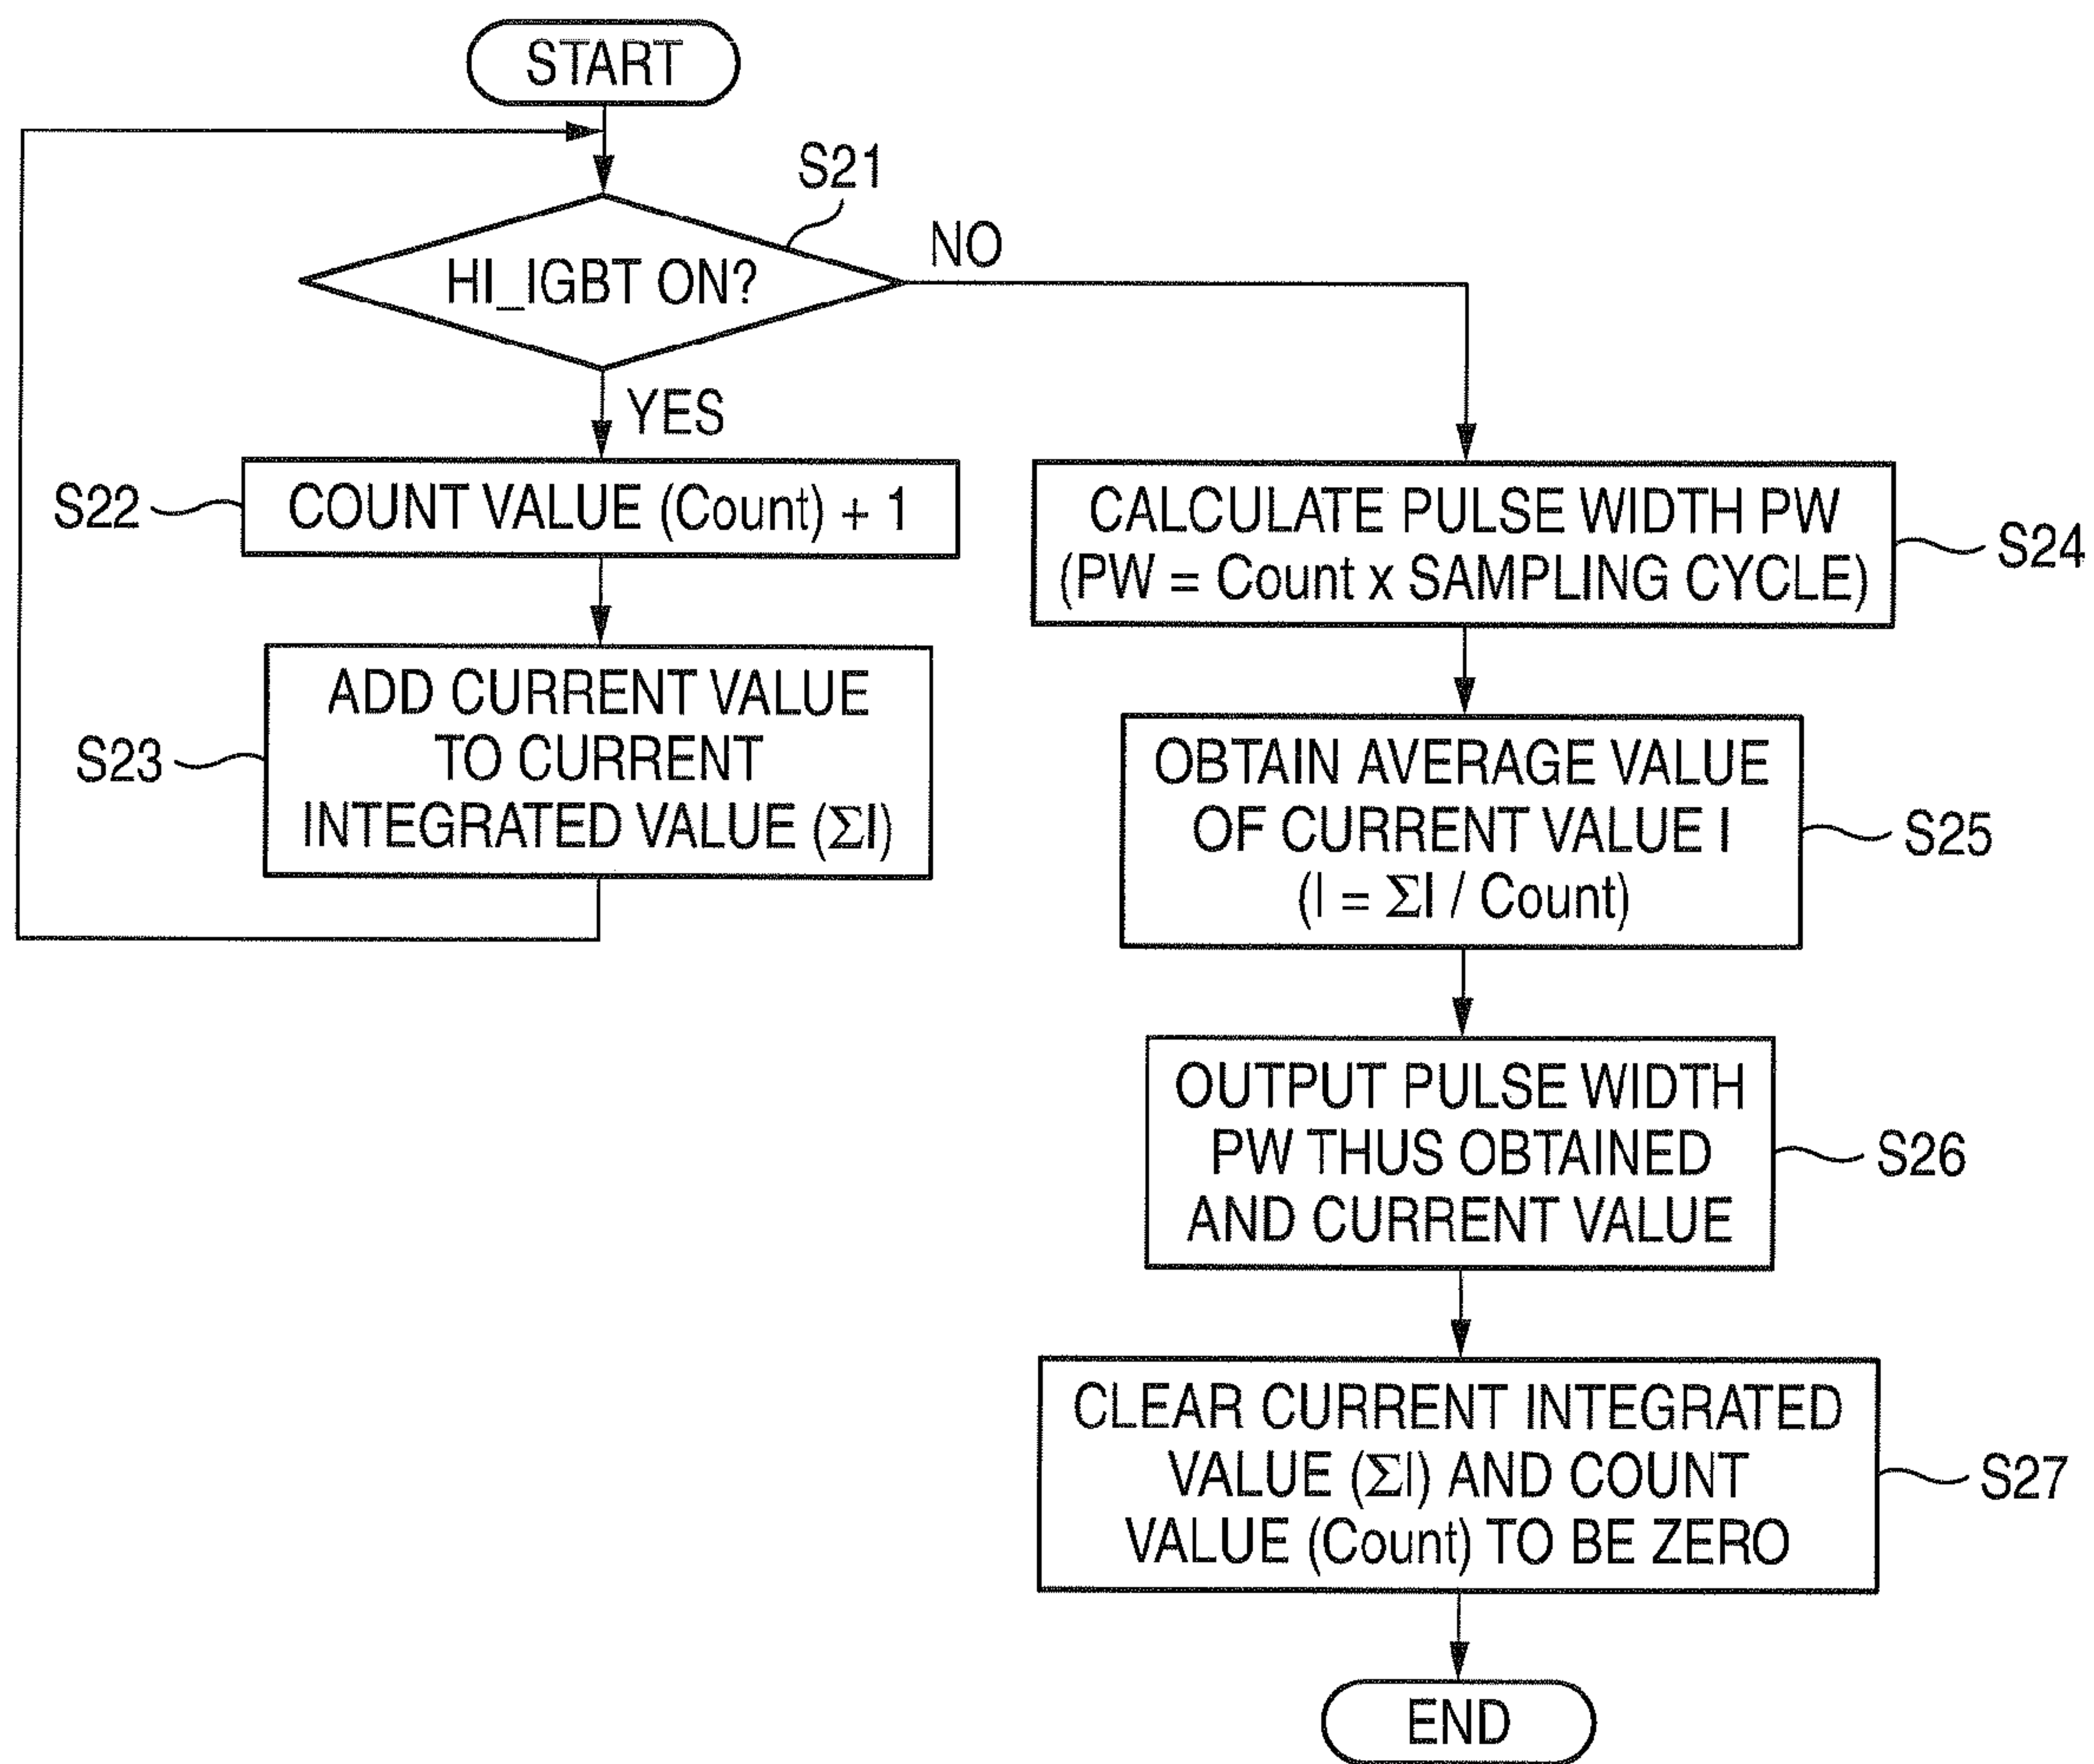 START
S21
HI_IGBT ON?
NO
YES
S22
COUNT VALUE (Count) + 1
S23
ADD CURRENT VALUE
TO CURRENT
INTEGRATED VALUE (ΣI)
CALCULATE PULSE WIDTH PW
(PW = Count x SAMPLING CYCLE)
S24
OBTAIN AVERAGE VALUE
OF CURRENT VALUE I
(I = ΣI / Count)
S25
OUTPUT PULSE WIDTH
PW THUS OBTAINED
AND CURRENT VALUE
S26
CLEAR CURRENT INTEGRATED
VALUE (ΣI) AND COUNT
VALUE (Count) TO BE ZERO
S27
END